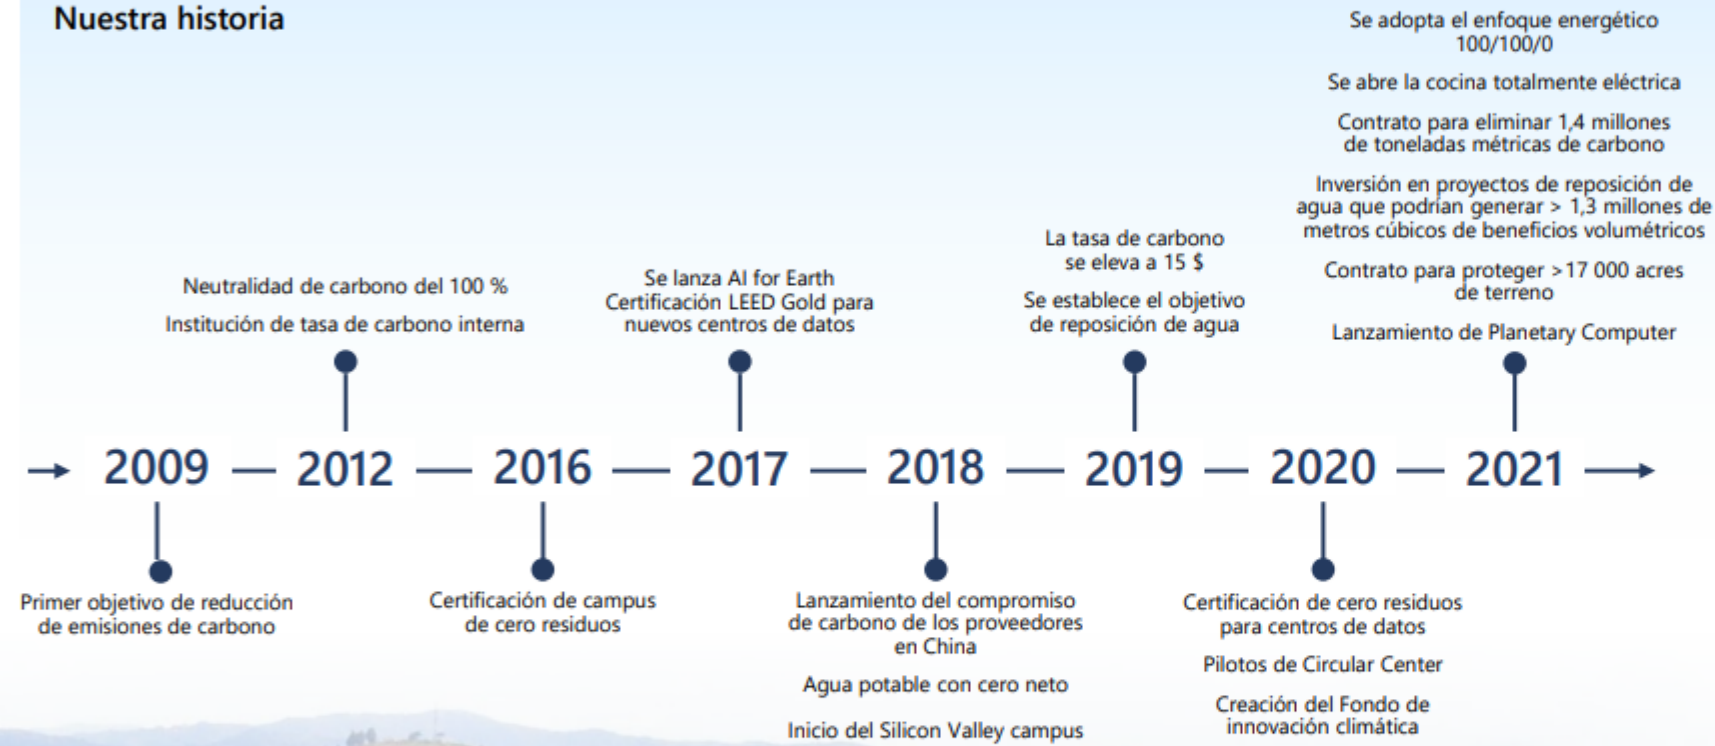 Nuestra historia
Se adopta el enfoque energético
100/100/0
Se abre la cocina totalmente eléctrica
Contrato para eliminar 1,4 millones
de toneladas métricas de carbono
Inversión en proyectos de reposición de
agua que podrían generar > 1,3 millones de
metros cúbicos de beneficios volumétricos
Contrato para proteger >17 000 acres
de terreno
Lanzamiento de Planetary Computer
La tasa de carbono
se eleva a 15 $
Se establece el objetivo
de reposición de agua
Se lanza AI for Earth
Certificación LEED Gold para
nuevos centros de datos
Neutralidad de carbono del 100 %
Institución de tasa de carbono interna
2009
2012
2016
2017
2018
2019
2020
2021
Primer objetivo de reducción
de emisiones de carbono
Certificación de campus
de cero residuos
Lanzamiento del compromiso
de carbono de los proveedores
en China
Agua potable con cero neto
Inicio del Silicon Valley campus
Certificación de cero residuos
para centros de datos
Pilotos de Circular Center
Creación del Fondo de
innovación climática